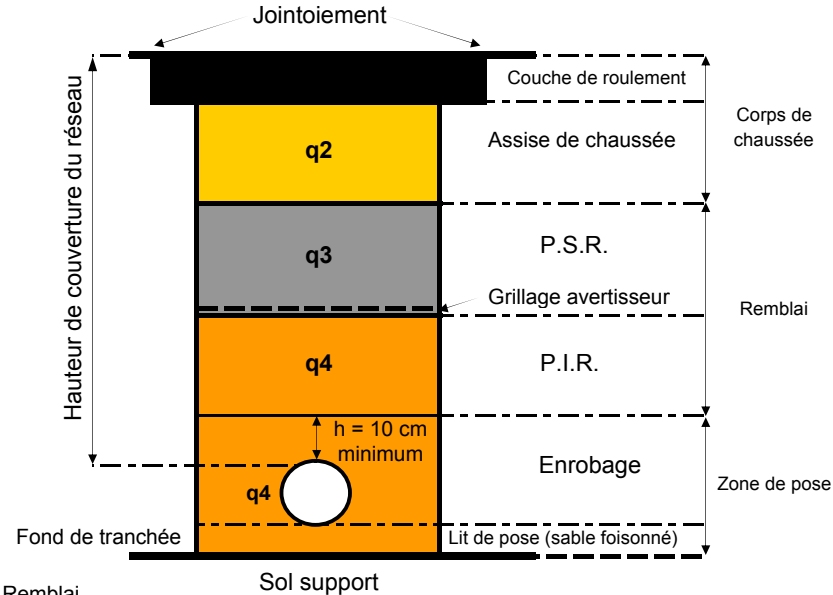 Jointoiement
Hauteur de couverture du réseau
Couche de roulement
Corps de
chaussée
q2
Assise de chaussée
q3
P.S.R.
Grillage avertisseur
Remblai
q4
P.I.R.
h = 10 cm
minimum
Enrobage
q4
Zone de pose
Fond de tranchée
Lit de pose (sable foisonné)
Sol support
Remblai